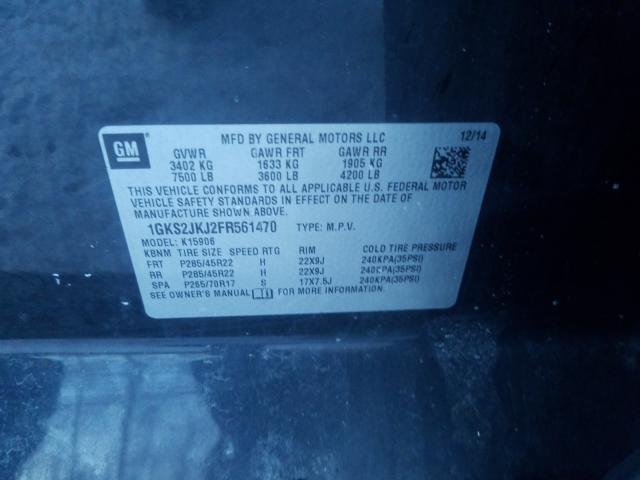 GM
MFD BY GENERAL MOTORS LLC 12/14
GVWR GAWR FRT GAWR RR
3402 KG 1633 KG 1905 KG
7500 LB 3600 LB 4200 LB
THIS VEHICLE CONFORMS TO ALL APPLICABLE U.S. FEDERAL MOTOR
VEHICLE SAFETY STANDARDS IN EFFECT ON THE DATE OF
MANUFACTURE SHOWN ABOVE.
1GKS2JKJ2FR561470 TYPE: M.P.V.
MODEL: K15906
KBNM TIRE SIZE SPEED RTG RIM COLD TIRE PRESSURE
FRT P285/45R22 H 22X9J 240KPA(35PSI)
RR P285/45R22 H 22X9J 240KPA(35PSI)
SPA P265/70R17 S 17X7.5J 240KPA(35PSI)
SEE OWNER'S MANUAL FOR MORE INFORMATION.